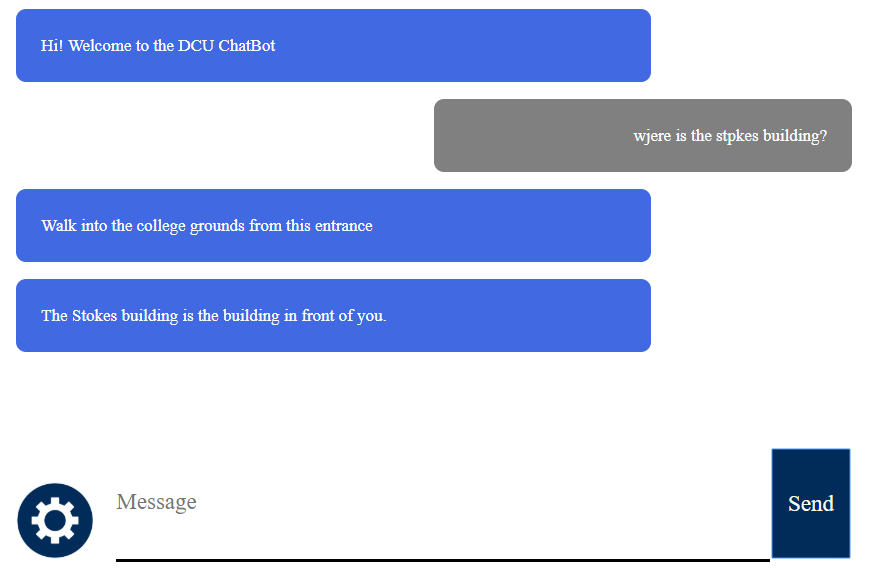 Hi! Welcome to the DCU ChatBot
wjere is the stpkes building?
Walk into the college grounds from this entrance
The Stokes building is the building in front of you.
Message
Send